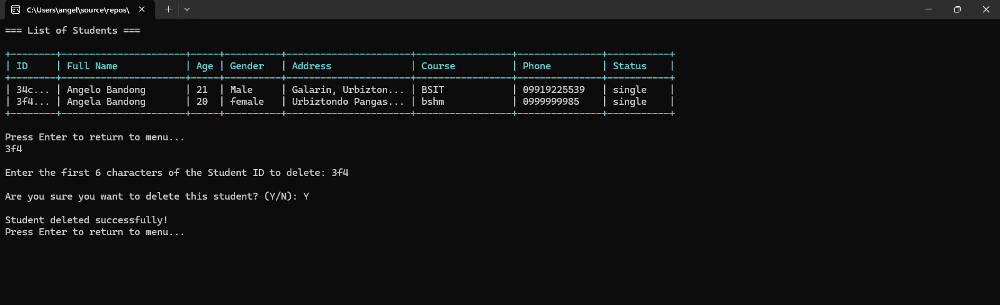 C:\Users\angel\source\repos\
=== List of Students ===
+--------+----------------------+-----+----------+----------------------+-----------------+---------------+-----------+
| ID     | Full Name            | Age | Gender   | Address              | Course          | Phone         | Status    |
+--------+----------------------+-----+----------+----------------------+-----------------+---------------+-----------+
| 34c... | Angelo Bandong       | 21  | Male     | Galarin, Urbizton... | BSIT            | 09919225539   | single    |
| 3f4... | Angela Bandong       | 20  | female   | Urbiztondo Pangas... | bshm            | 0999999985    | single    |
+--------+----------------------+-----+----------+----------------------+-----------------+---------------+-----------+
Press Enter to return to menu...
3f4
Enter the first 6 characters of the Student ID to delete: 3f4
Are you sure you want to delete this student? (Y/N): Y
Student deleted successfully!
Press Enter to return to menu...